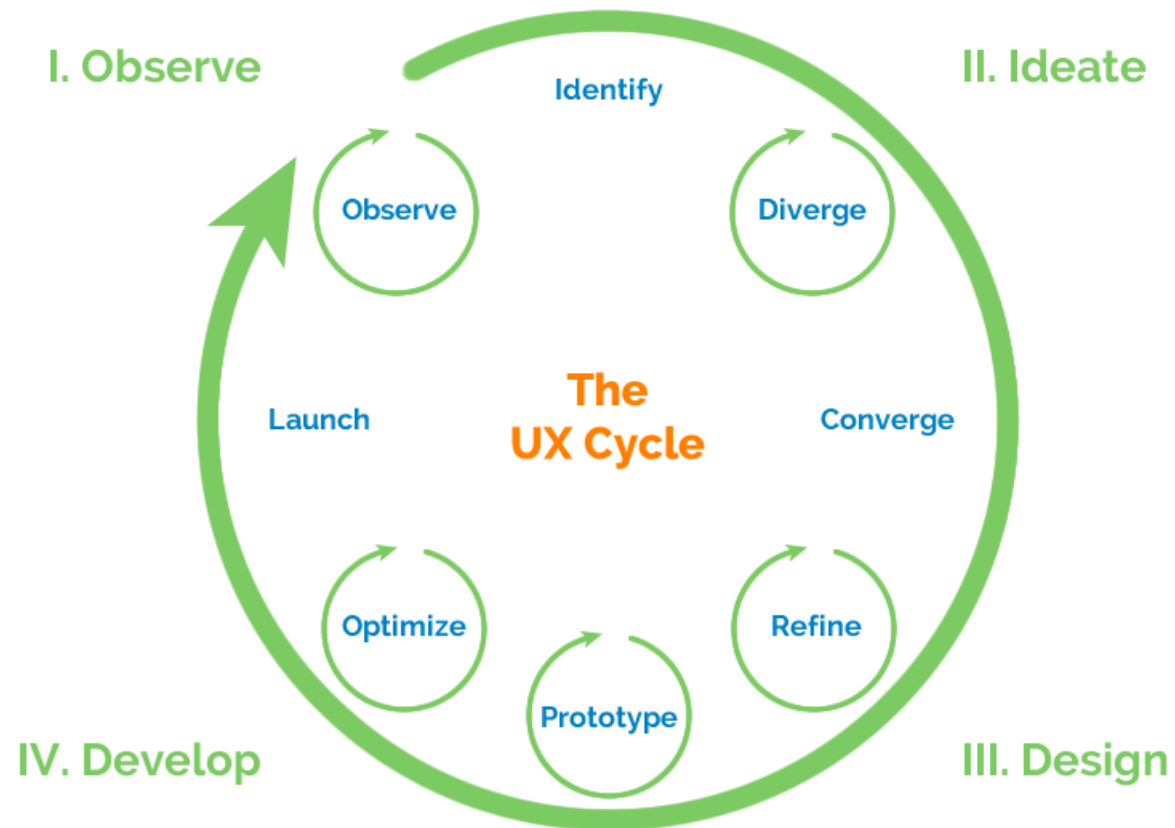 I. Observe
II. Ideate
Identify
Observe
Diverge
The
UX Cycle
Launch
Converge
Optimize
Refine
Prototype
IV. Develop
III. Design